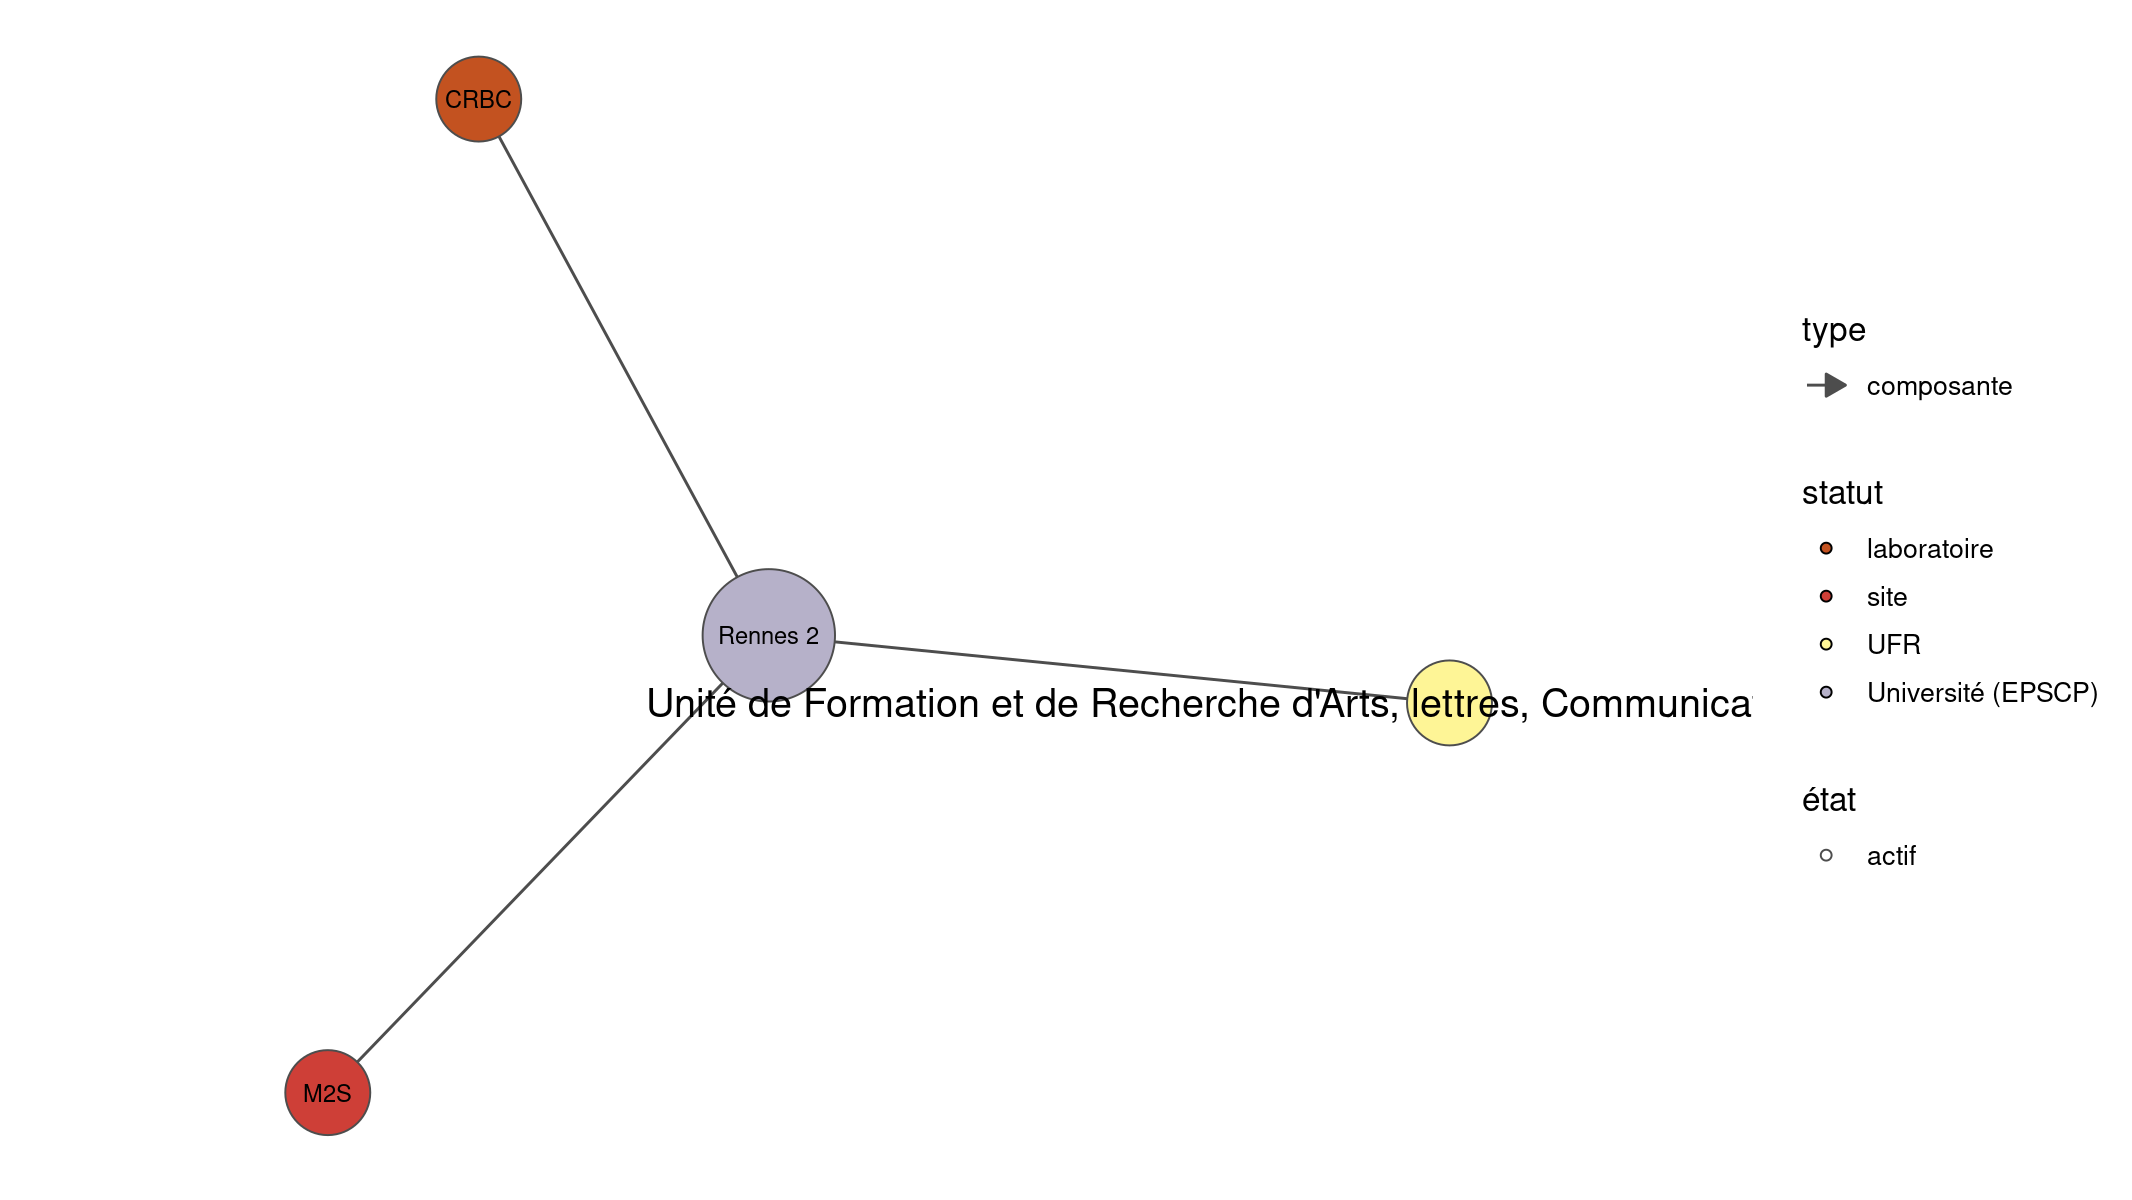 CRBC
Rennes 2
Unité de Formation et de Recherche d'Arts, lettres,
M2S
type
composante
statut
laboratoire
site
UFR
Université (EPSCP)
état
actif